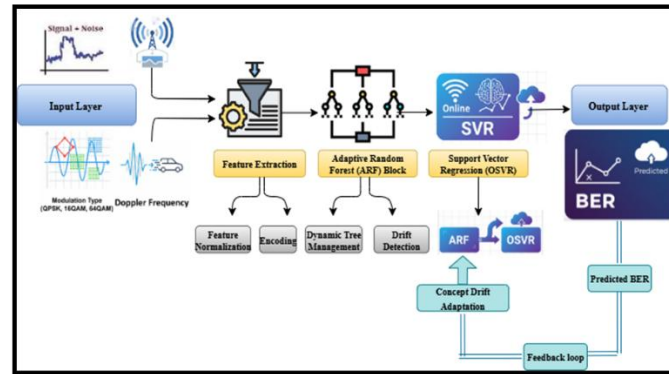 Signal + Noise
Input Layer
Modulation Type
(QPSK, 16QAM, 64QAM)
Doppler Frequency
Feature Extraction
Feature
Normalization
Encoding
Adaptive Random
Forest (ARF) Block
Dynamic Tree
Management
Drift
Detection
Online
SVR
Support Vector
Regression (OSVR)
ARF
OSVR
Concept Drift
Adaptation
Output Layer
Predicted
BER
Predicted BER
Feedback loop